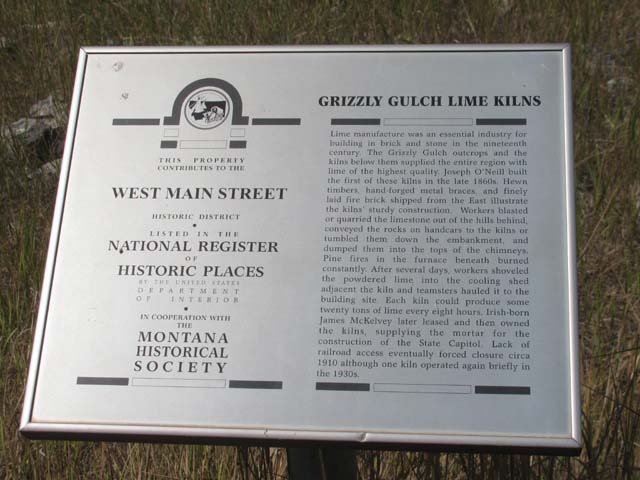 THIS PROPERTY
CONTRIBUTES TO THE
WEST MAIN STREET
HISTORIC DISTRICT
LISTED IN THE
NATIONAL REGISTER
OF
HISTORIC PLACES
BY THE UNITED STATES
DEPARTMENT
OF INTERIOR
IN COOPERATION WITH
THE
MONTANA
HISTORICAL
SOCIETY
GRIZZLY GULCH LIME KILNS
Lime manufacture was an essential industry for
building in brick and stone in the nineteenth
century. The Grizzly Gulch outcrops and the
kilns below them supplied the entire region with
lime of the highest quality. Joseph O'Neill built
the first of these kilns in the late 1860s. Hewn
timbers, hand-forged metal braces, and finely
laid fire brick shipped from the East illustrate
the kilns' sturdy construction. Workers blasted
or quarried the limestone out of the hills behind,
conveyed the rocks on handcars to the kilns or
tumbled them down the embankment, and
dumped them into the tops of the chimneys.
Pine fires in the furnace beneath burned
constantly. After several days, workers shoveled
the powdered lime into the cooling shed
adjacent the kiln and teamsters hauled it to the
building site. Each kiln could produce some
twenty tons of lime every eight hours. Irish-born
James McKelvey later leased and then owned
the kilns, supplying the mortar for the
construction of the State Capitol. Lack of
railroad access eventually forced closure circa
1910 although one kiln operated again briefly in
the 1930s.